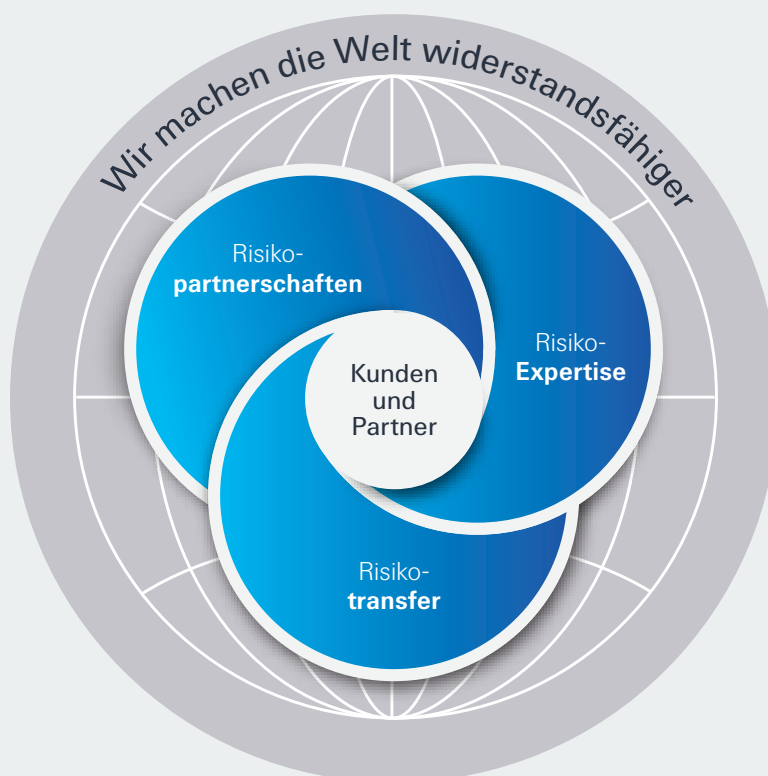 Wir machen die Welt widerstandsfähiger
Risiko-
partnerschaften
Risiko-
Expertise
Kunden
und
Partner
Risiko-
transfer